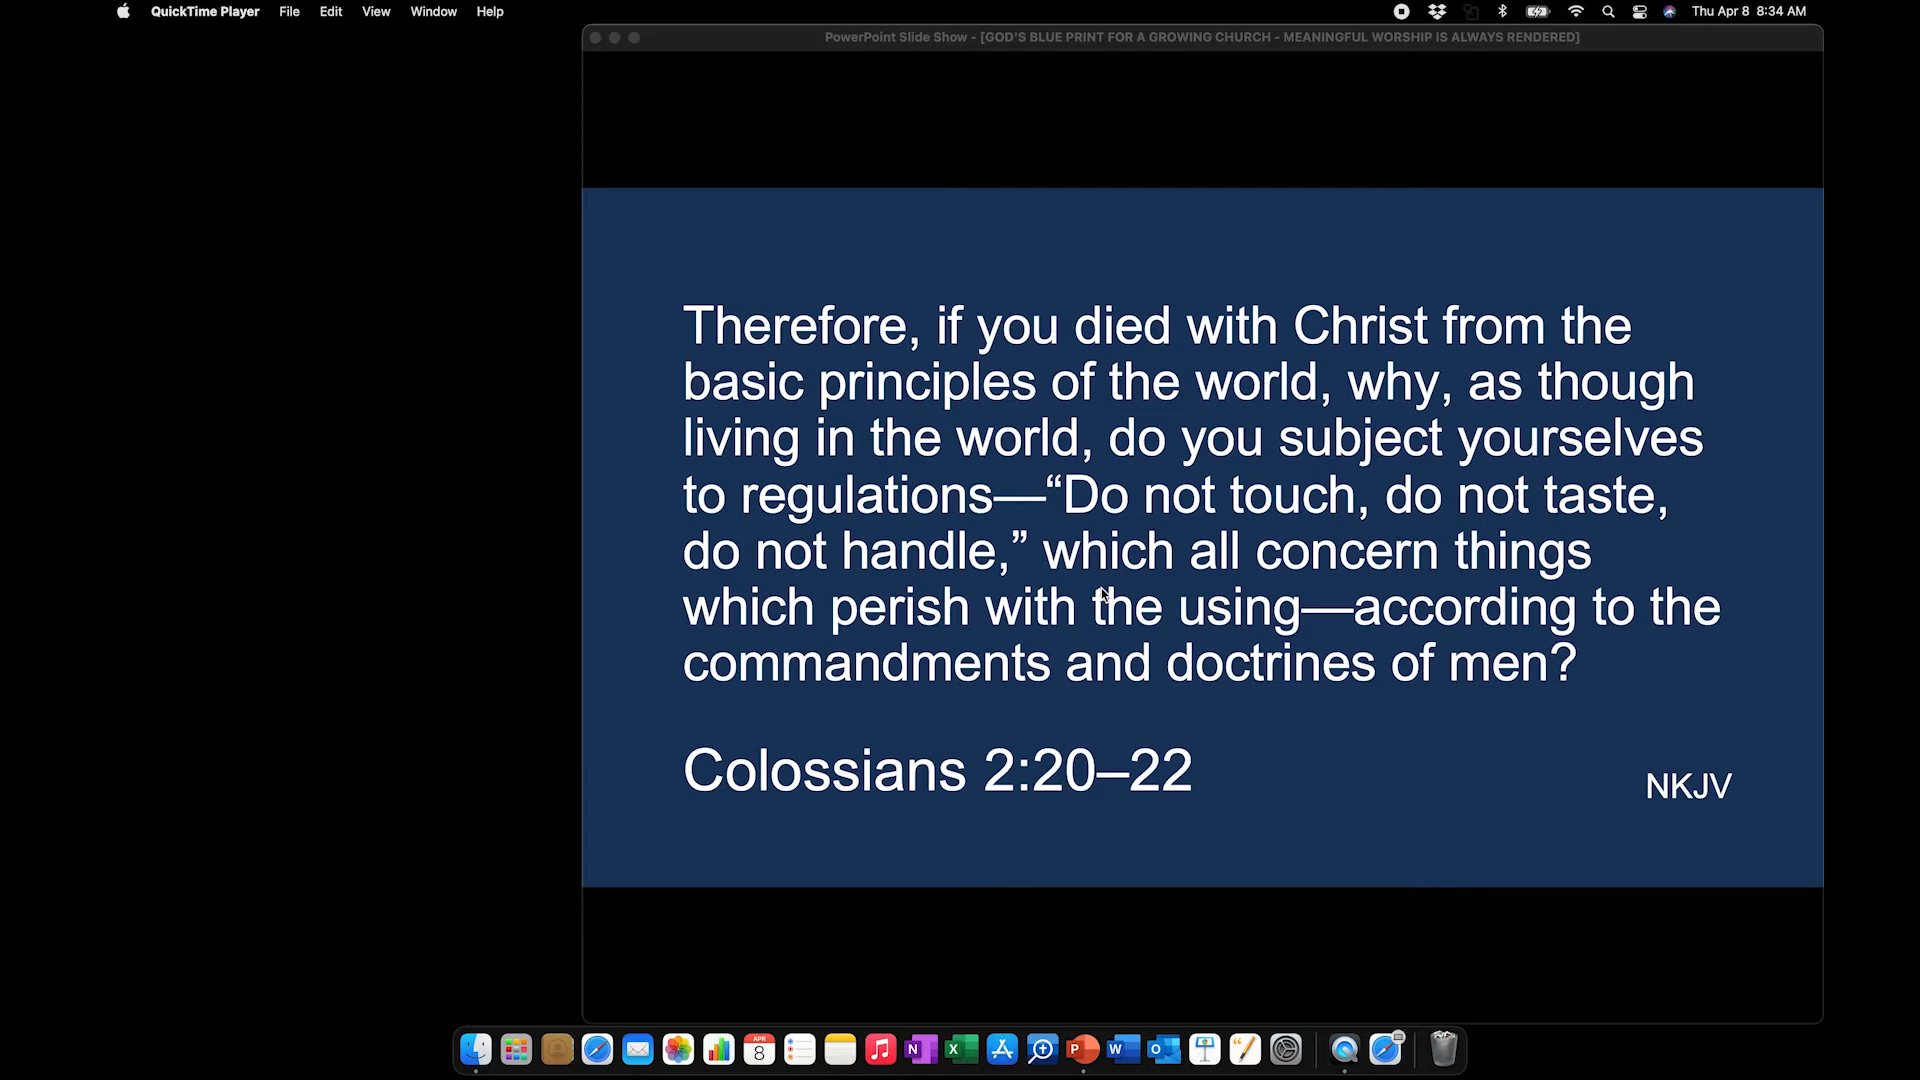 QuickTime Player File Edit View Window Help Thu Apr 8 8:34 AM
PowerPoint Slide Show - [GOD'S BLUE PRINT FOR A GROWING CHURCH - MEANINGFUL WORSHIP IS ALWAYS RENDERED]
Therefore, if you died with Christ from the
basic principles of the world, why, as though
living in the world, do you subject yourselves
to regulations—“Do not touch, do not taste,
do not handle,” which all concern things
which perish with the using—according to the
commandments and doctrines of men?
Colossians 2:20–22
NKJV
APR
8
N X P W O